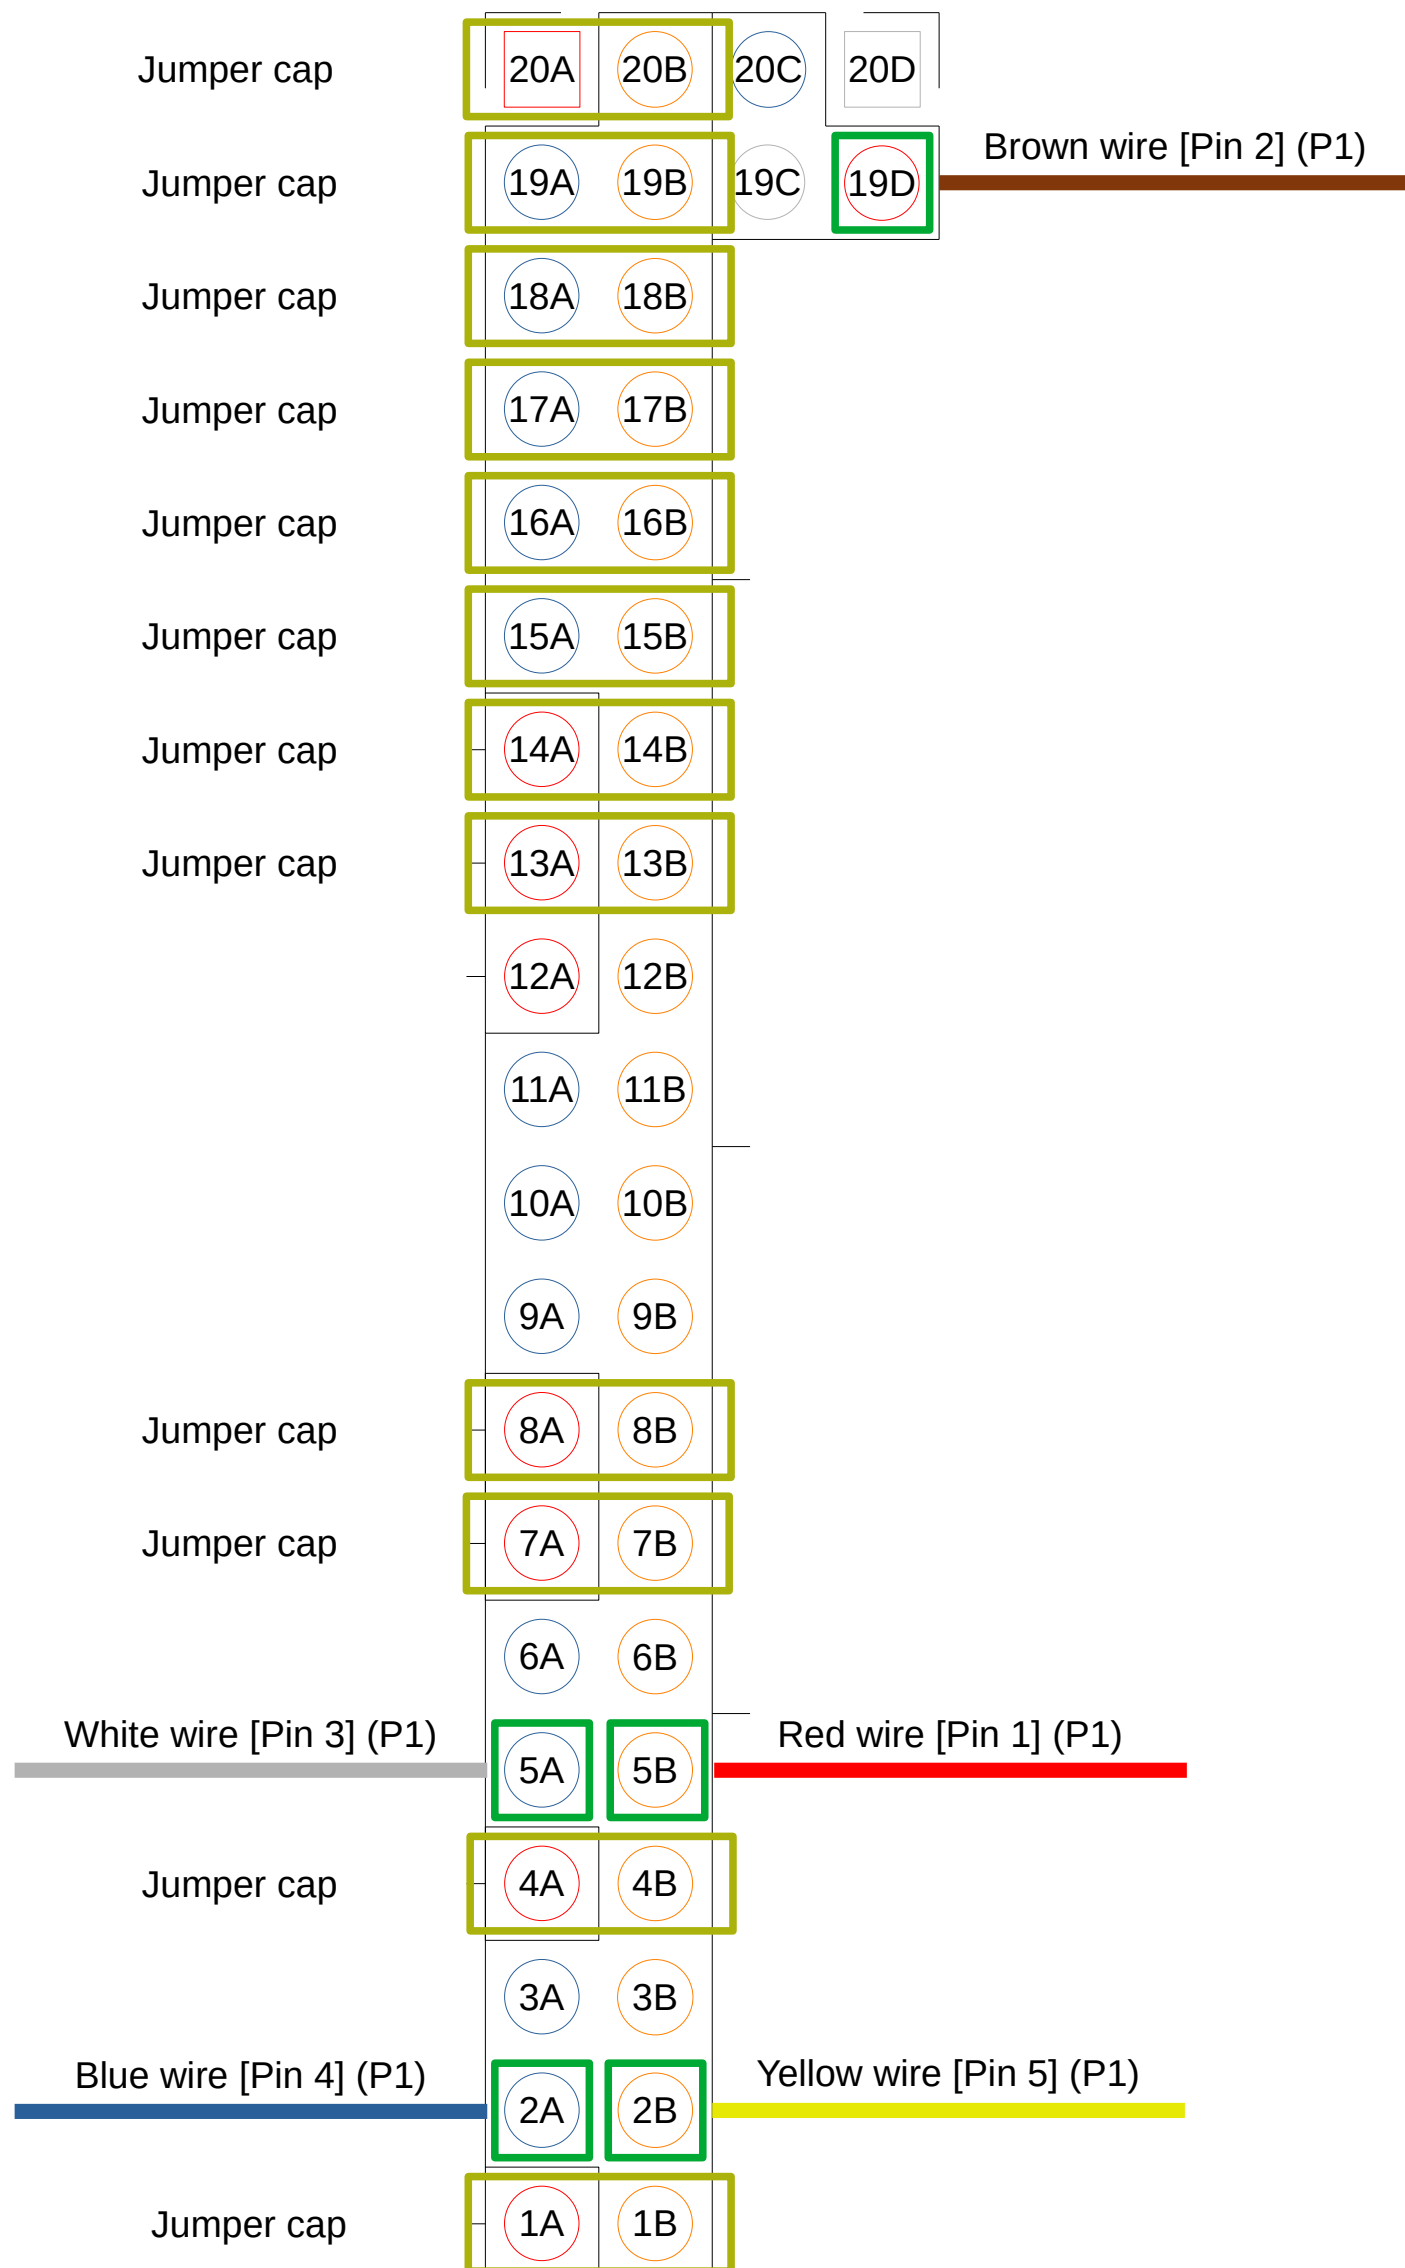 Jumper cap 20A 20B 20C 20D
Brown wire [Pin 2] (P1)
Jumper cap 19A 19B 19C 19D
Jumper cap 18A 18B
Jumper cap 17A 17B
Jumper cap 16A 16B
Jumper cap 15A 15B
Jumper cap 14A 14B
Jumper cap 13A 13B
12A 12B
11A 11B
10A 10B
9A 9B
Jumper cap 8A 8B
Jumper cap 7A 7B
6A 6B
White wire [Pin 3] (P1) Red wire [Pin 1] (P1)
5A 5B
Jumper cap 4A 4B
3A 3B
Blue wire [Pin 4] (P1) Yellow wire [Pin 5] (P1)
2A 2B
Jumper cap 1A 1B